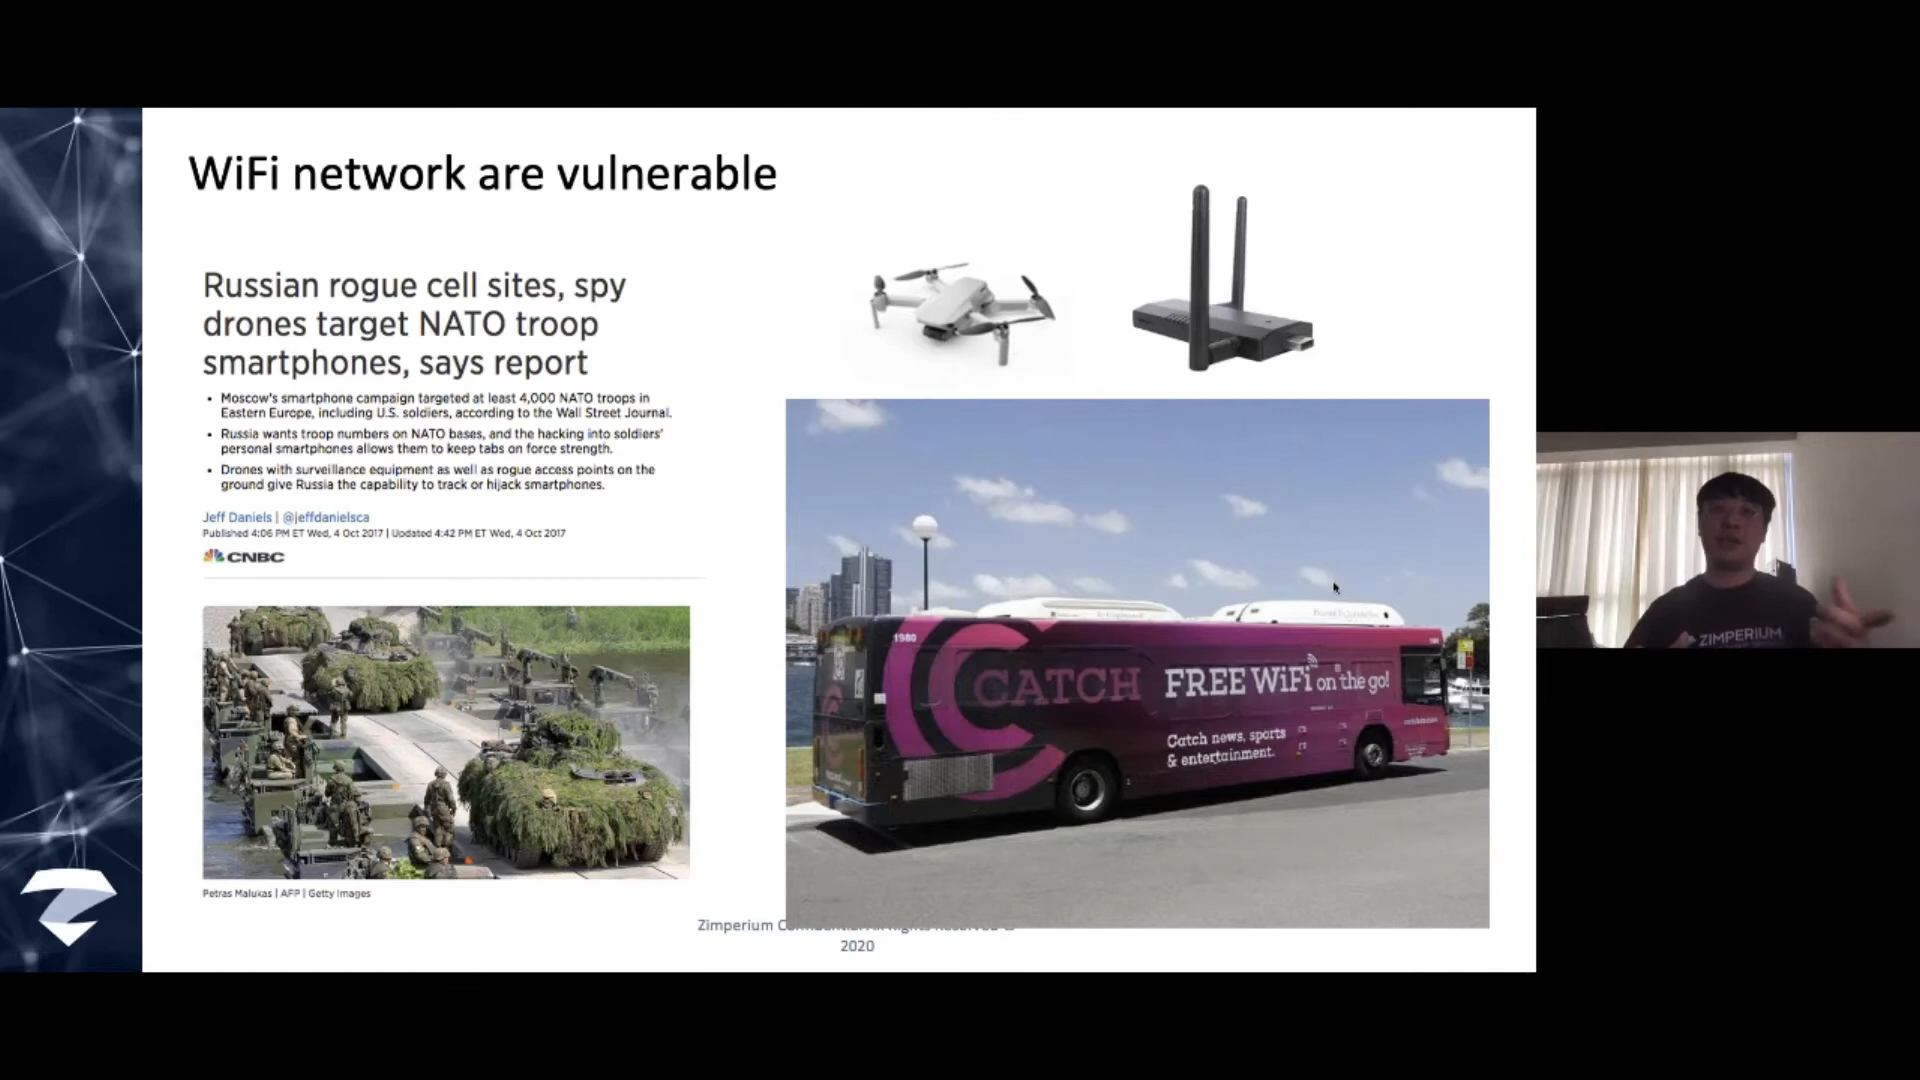 WiFi network are vulnerable
Russian rogue cell sites, spy
drones target NATO troop
smartphones, says report
• Moscow's smartphone campaign targeted at least 4,000 NATO troops in
Eastern Europe, including U.S. soldiers, according to the Wall Street Journal.
• Russia wants troop numbers on NATO bases, and the hacking into soldiers'
personal smartphones allows them to keep tabs on force strength.
• Drones with surveillance equipment as well as rogue access points on the
ground give Russia the capability to track or hijack smartphones.
Jeff Daniels | @jeffdanielsca
Published 4:06 PM ET Wed, 4 Oct 2017 | Updated 4:42 PM ET Wed, 4 Oct 2017
CNBC
Petras Malukas | AFP | Getty Images
1980
CATCH FREE WiFi on the go!
Catch news, sports
& entertainment.
Zimperium
2020
ZIMPERIUM